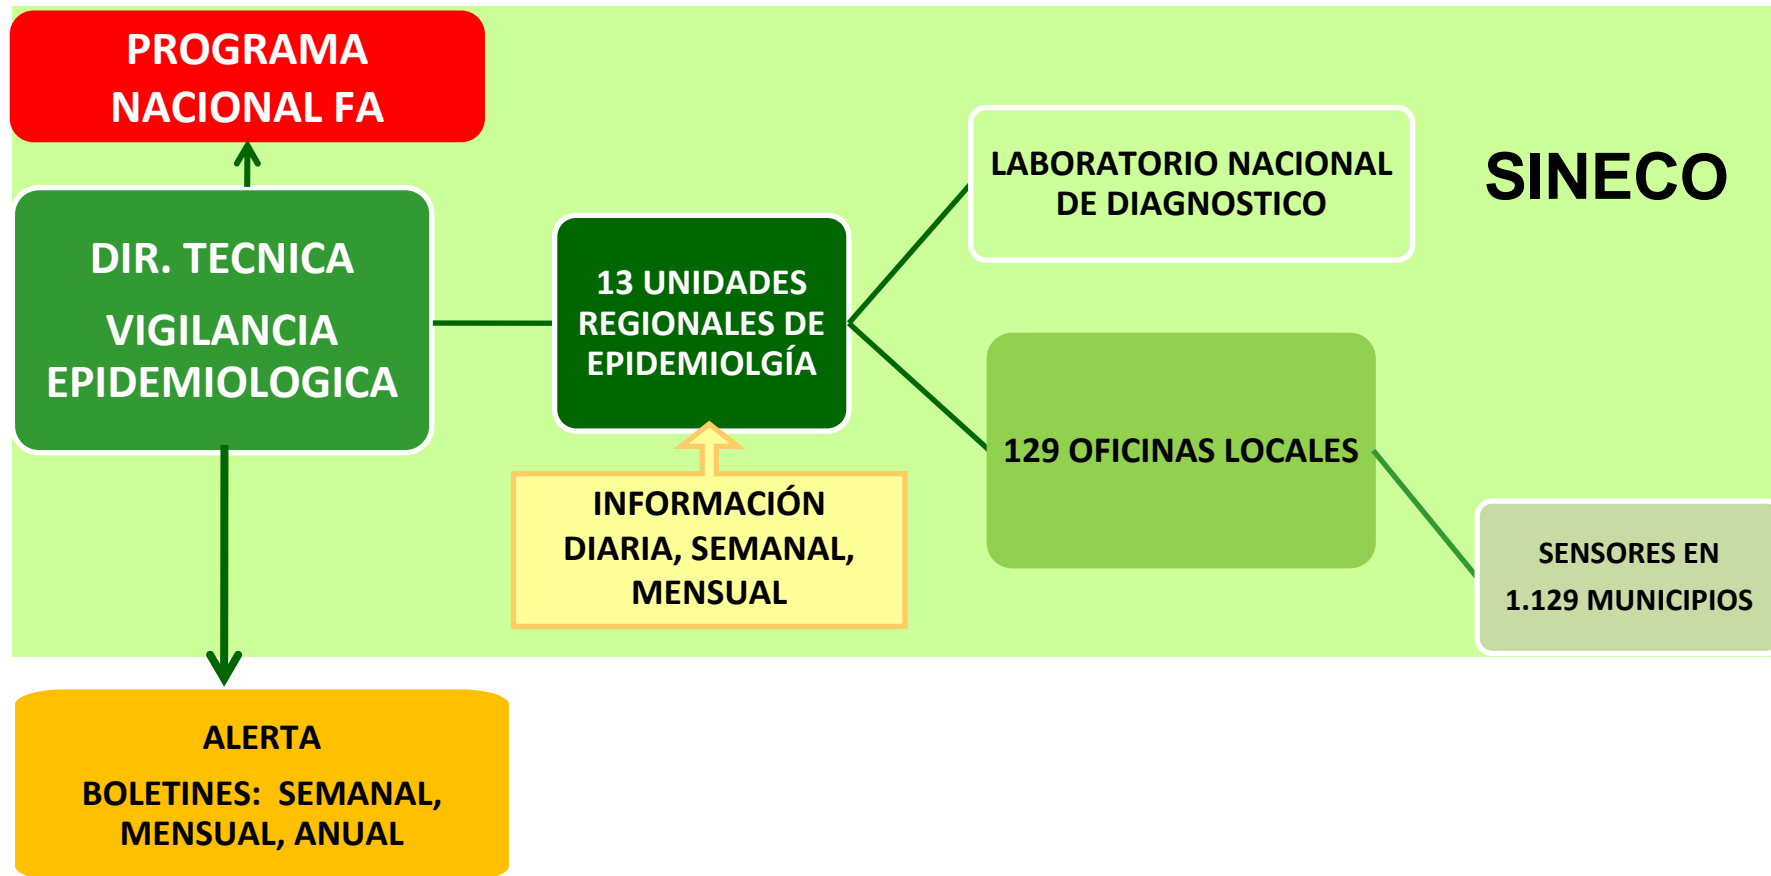 PROGRAMA
NACIONAL FA
DIR. TECNICA
VIGILANCIA
EPIDEMIOLOGICA
13 UNIDADES
REGIONALES DE
EPIDEMIOLGÍA
INFORMACIÓN
DIARIA, SEMANAL,
MENSUAL
LABORATORIO NACIONAL
DE DIAGNOSTICO
SINECO
129 OFICINAS LOCALES
SENSORES EN
1.129 MUNICIPIOS
ALERTA
BOLETINES: SEMANAL,
MENSUAL, ANUAL